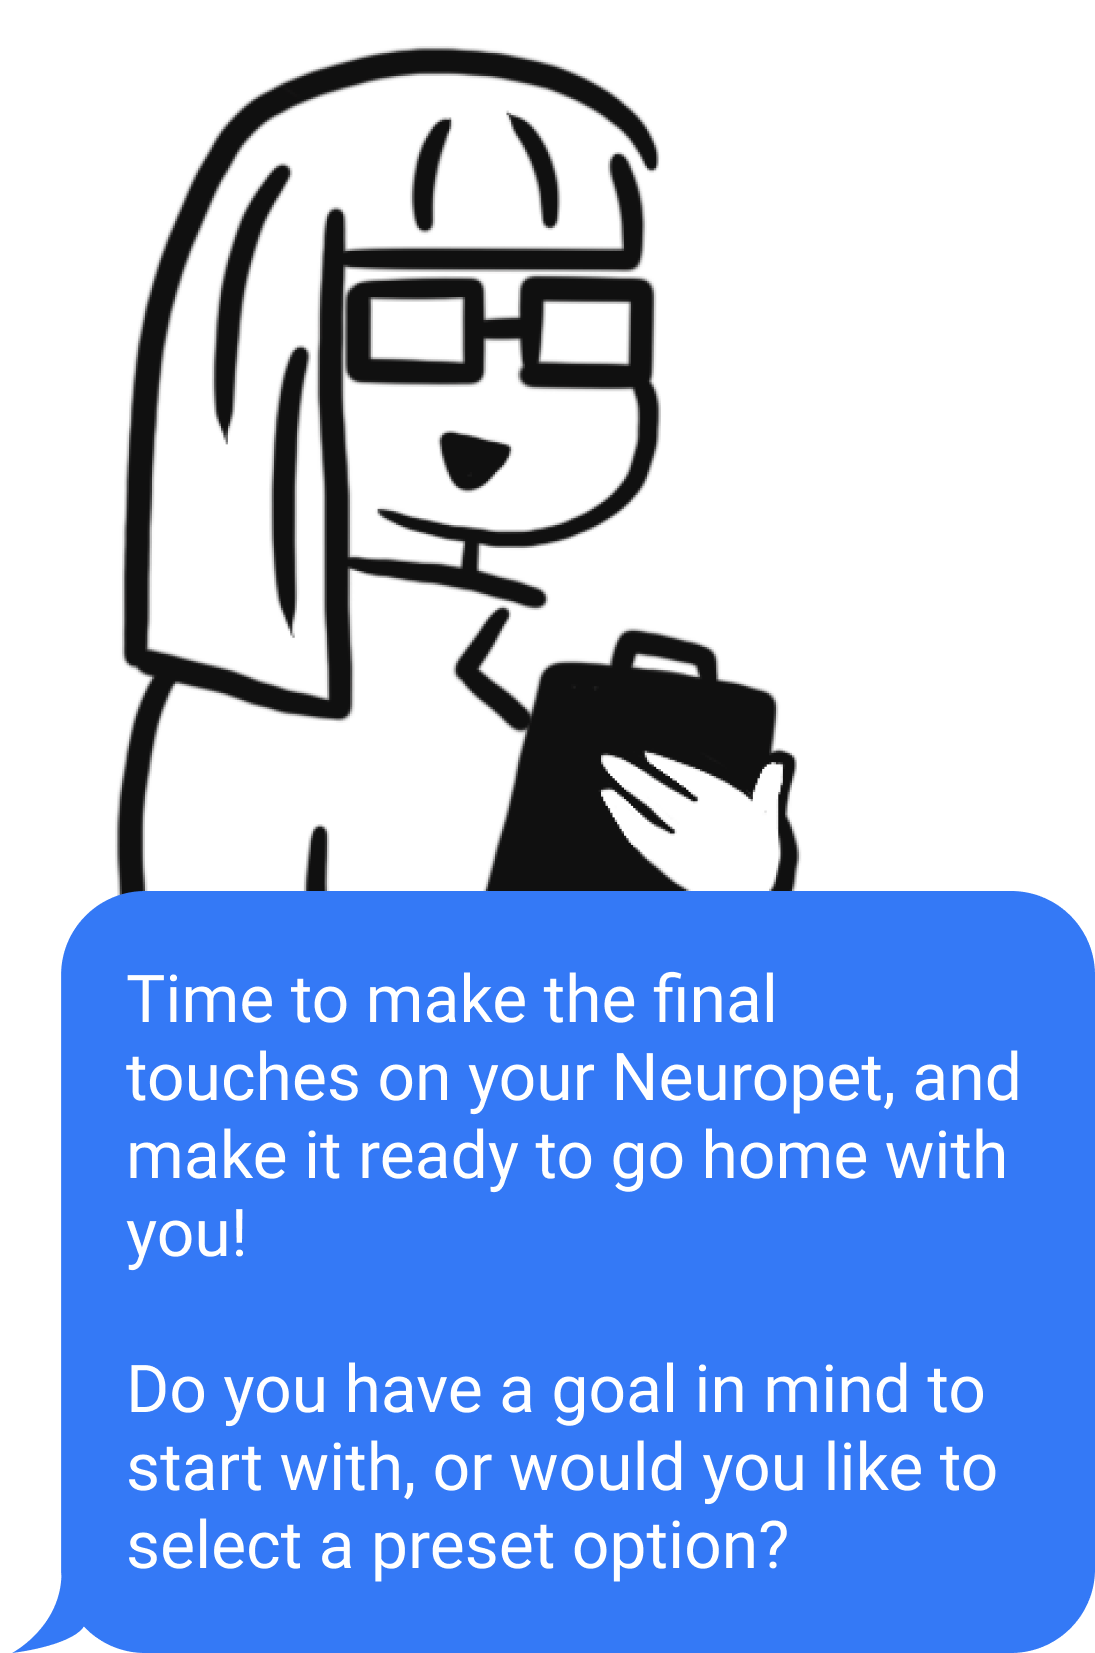 Time to make the final
touches on your Neuropet, and
make it ready to go home with
you!
Do you have a goal in mind to
start with, or would you like to
select a preset option?